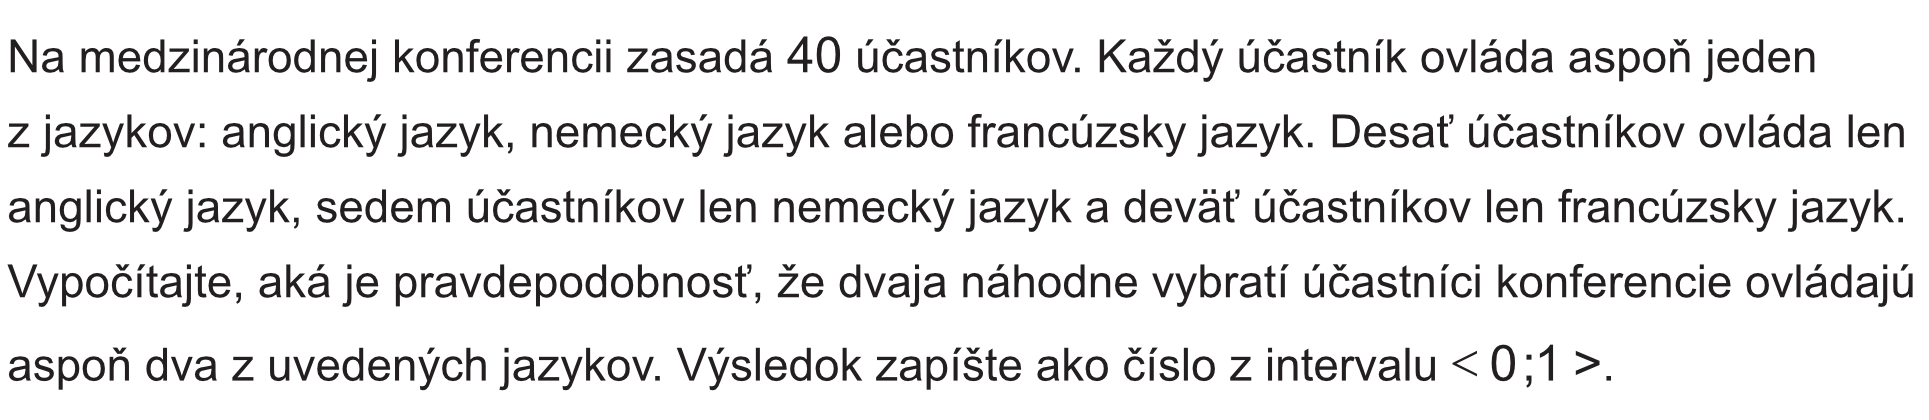 Na medzinárodnej konferencii zasadá 40 účastníkov. Každý účastník ovláda aspoň jeden
z jazykov: anglický jazyk, nemecký jazyk alebo francúzsky jazyk. Desať účastníkov ovláda len
anglický jazyk, sedem účastníkov len nemecký jazyk a deväť účastníkov len francúzsky jazyk.
Vypočítajte, aká je pravdepodobnosť, že dvaja náhodne vybratí účastníci konferencie ovládajú
aspoň dva z uvedených jazykov. Výsledok zapíšte ako číslo z intervalu < 0;1 >.